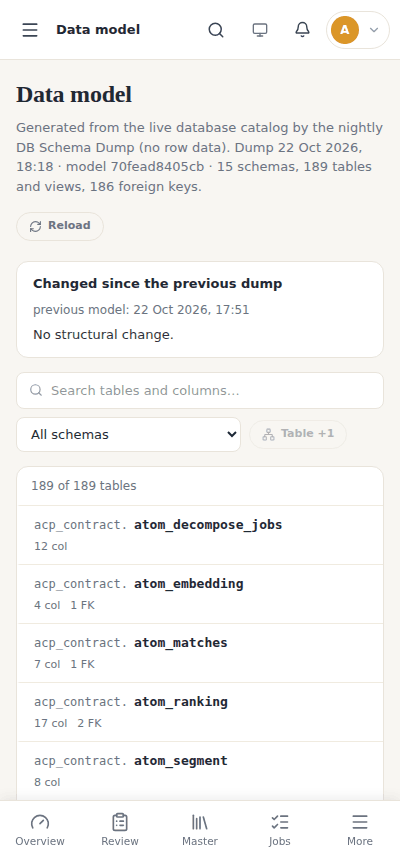 Data model
A
Data model
Generated from the live database catalog by the nightly
DB Schema Dump (no row data). Dump 22 Oct 2026,
18:18 · model 70fead8405cb · 15 schemas, 189 tables
and views, 186 foreign keys.
Reload
Changed since the previous dump
previous model: 22 Oct 2026, 17:51
No structural change.
Search tables and columns...
All schemas
Table +1
189 of 189 tables
acp_contract. atom_decompose_jobs
12 col
acp_contract. atom_embedding
4 col 1 FK
acp_contract. atom_matches
7 col 1 FK
acp_contract. atom_ranking
17 col 2 FK
acp_contract. atom_segment
8 col
Overview Review Master Jobs More